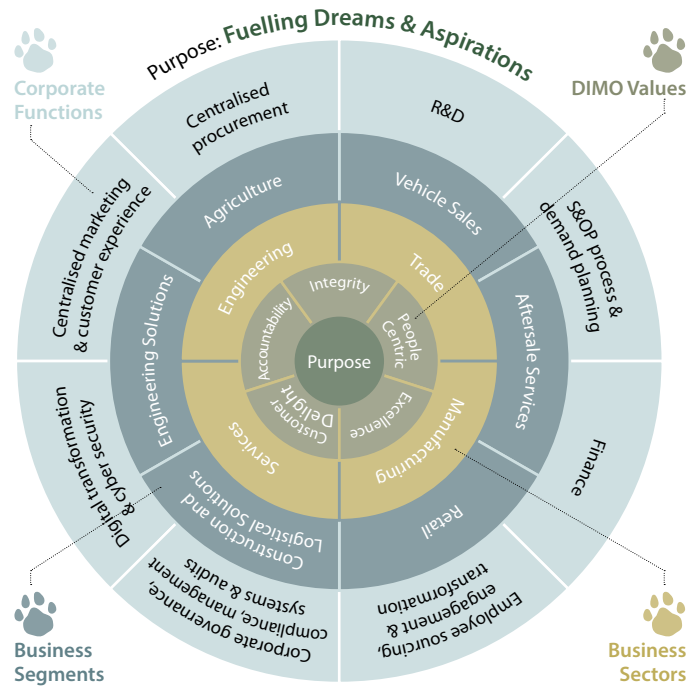 Purpose: Fuelling Dreams & Aspirations
Corporate
Functions
DIMO Values
Centralised
procurement
R&D
S&OP process &
demand planning
Finance
Employee sourcing,
engagement &
transformation
Corporate governance,
compliance, management
systems & audits
Digital transformation
& cyber security
Centralised marketing
& customer experience
Agriculture
Vehicle Sales
Aftersale Services
Retail
Construction and
Logistical Solutions
Engineering Solutions
Engineering
Trade
Manufacturing
Services
Integrity
People
Centric
Excellence
Customer
Delight
Accountability
Purpose
Business
Segments
Business
Sectors